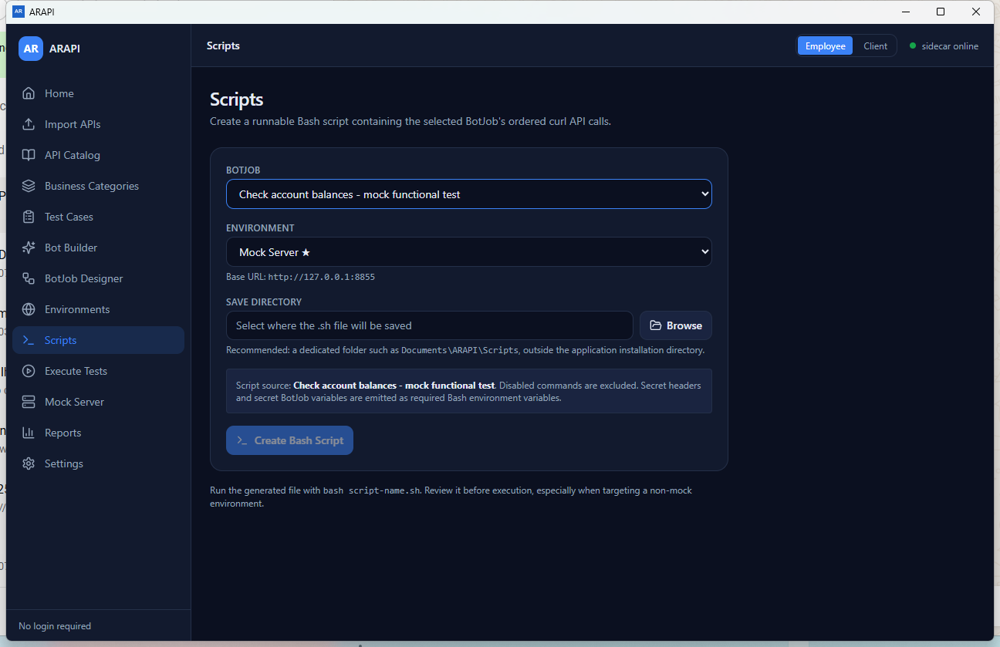 AR ARAPI
AR ARAPI
Scripts
Employee
Client
sidecar online
Home
Import APIs
API Catalog
Business Categories
Test Cases
Bot Builder
BotJob Designer
Environments
Scripts
Execute Tests
Mock Server
Reports
Settings
No login required
Scripts
Create a runnable Bash script containing the selected BotJob's ordered curl API calls.
BOTJOB
Check account balances - mock functional test
ENVIRONMENT
Mock Server ★
Base URL: http://127.0.0.1:8855
SAVE DIRECTORY
Select where the .sh file will be saved
Browse
Recommended: a dedicated folder such as Documents\ARAPI\Scripts, outside the application installation directory.
Script source: Check account balances - mock functional test. Disabled commands are excluded. Secret headers
and secret BotJob variables are emitted as required Bash environment variables.
Create Bash Script
Run the generated file with bash script-name.sh. Review it before execution, especially when targeting a non-mock
environment.